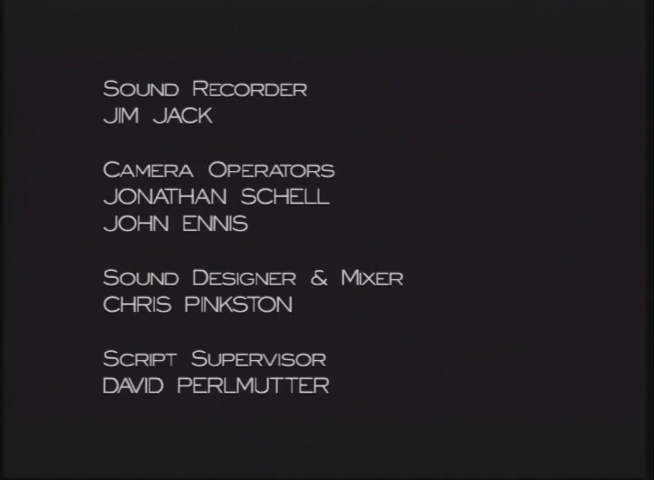 Sound Recorder
JIM JACK
Camera Operators
JONATHAN SCHELL
JOHN ENNIS
Sound Designer & Mixer
CHRIS PINKSTON
Script Supervisor
DAVID PERLMUTTER